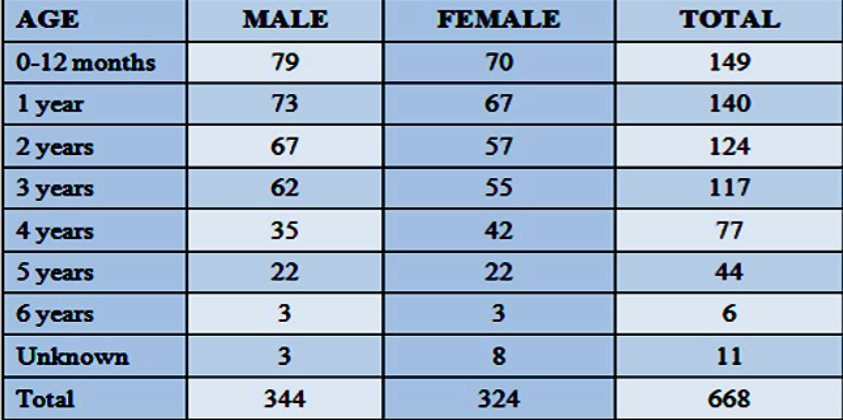 AGE MALE FEMALE TOTAL
0-12 months 79 70 149
1 year 73 67 140
2 years 67 57 124
3 years 62 55 117
4 years 35 42 77
5 years 22 22 44
6 years 3 3 6
Unknown 3 8 11
Total 344 324 668